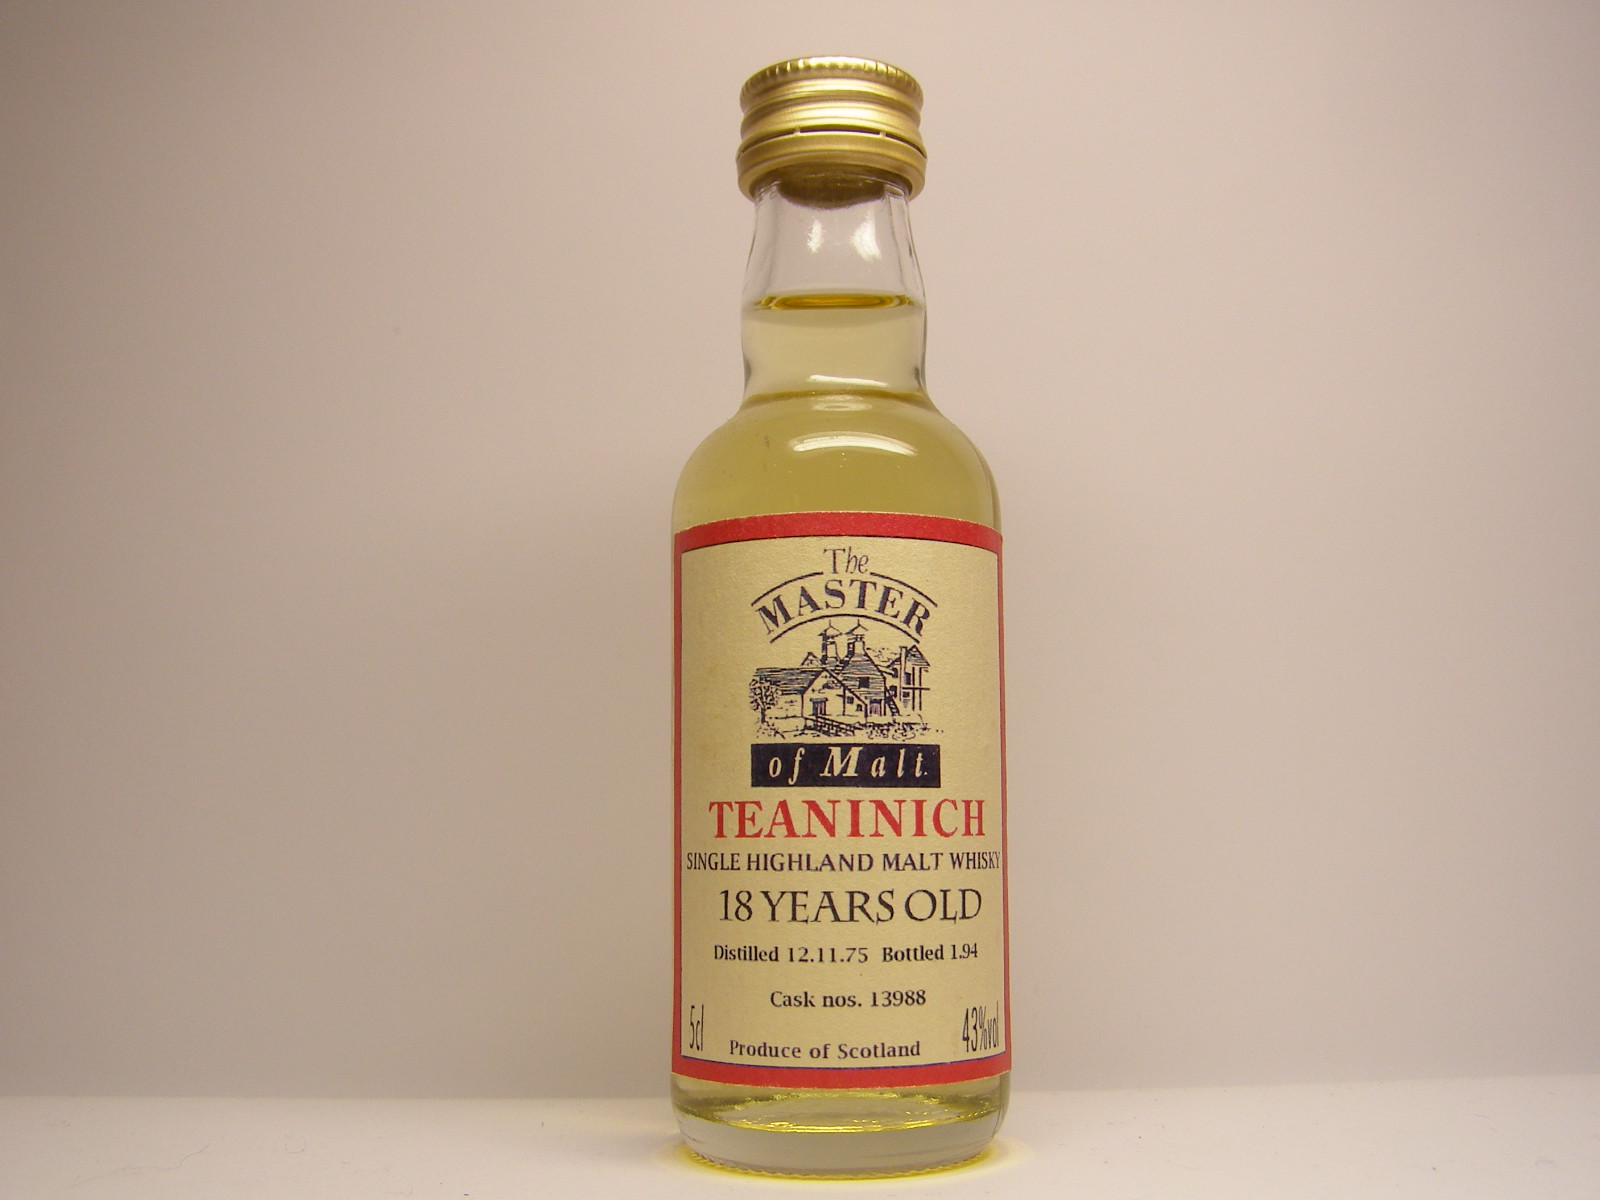 The
MASTER
of Malt.
TEANINICH
SINGLE HIGHLAND MALT WHISKY
18 YEARS OLD
Distilled 12.11.75 Bottled 1.94
Cask nos. 13988
5cl
Produce of Scotland
43%vol